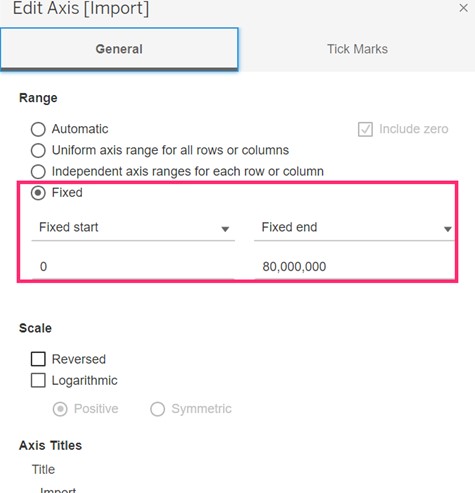 Edit Axis [Import]
General
Tick Marks
Range
Automatic
Include zero
Uniform axis range for all rows or columns
Independent axis ranges for each row or column
Fixed
Fixed start
Fixed end
0
80,000,000
Scale
Reversed
Logarithmic
Positive
Symmetric
Axis Titles
Title
Import